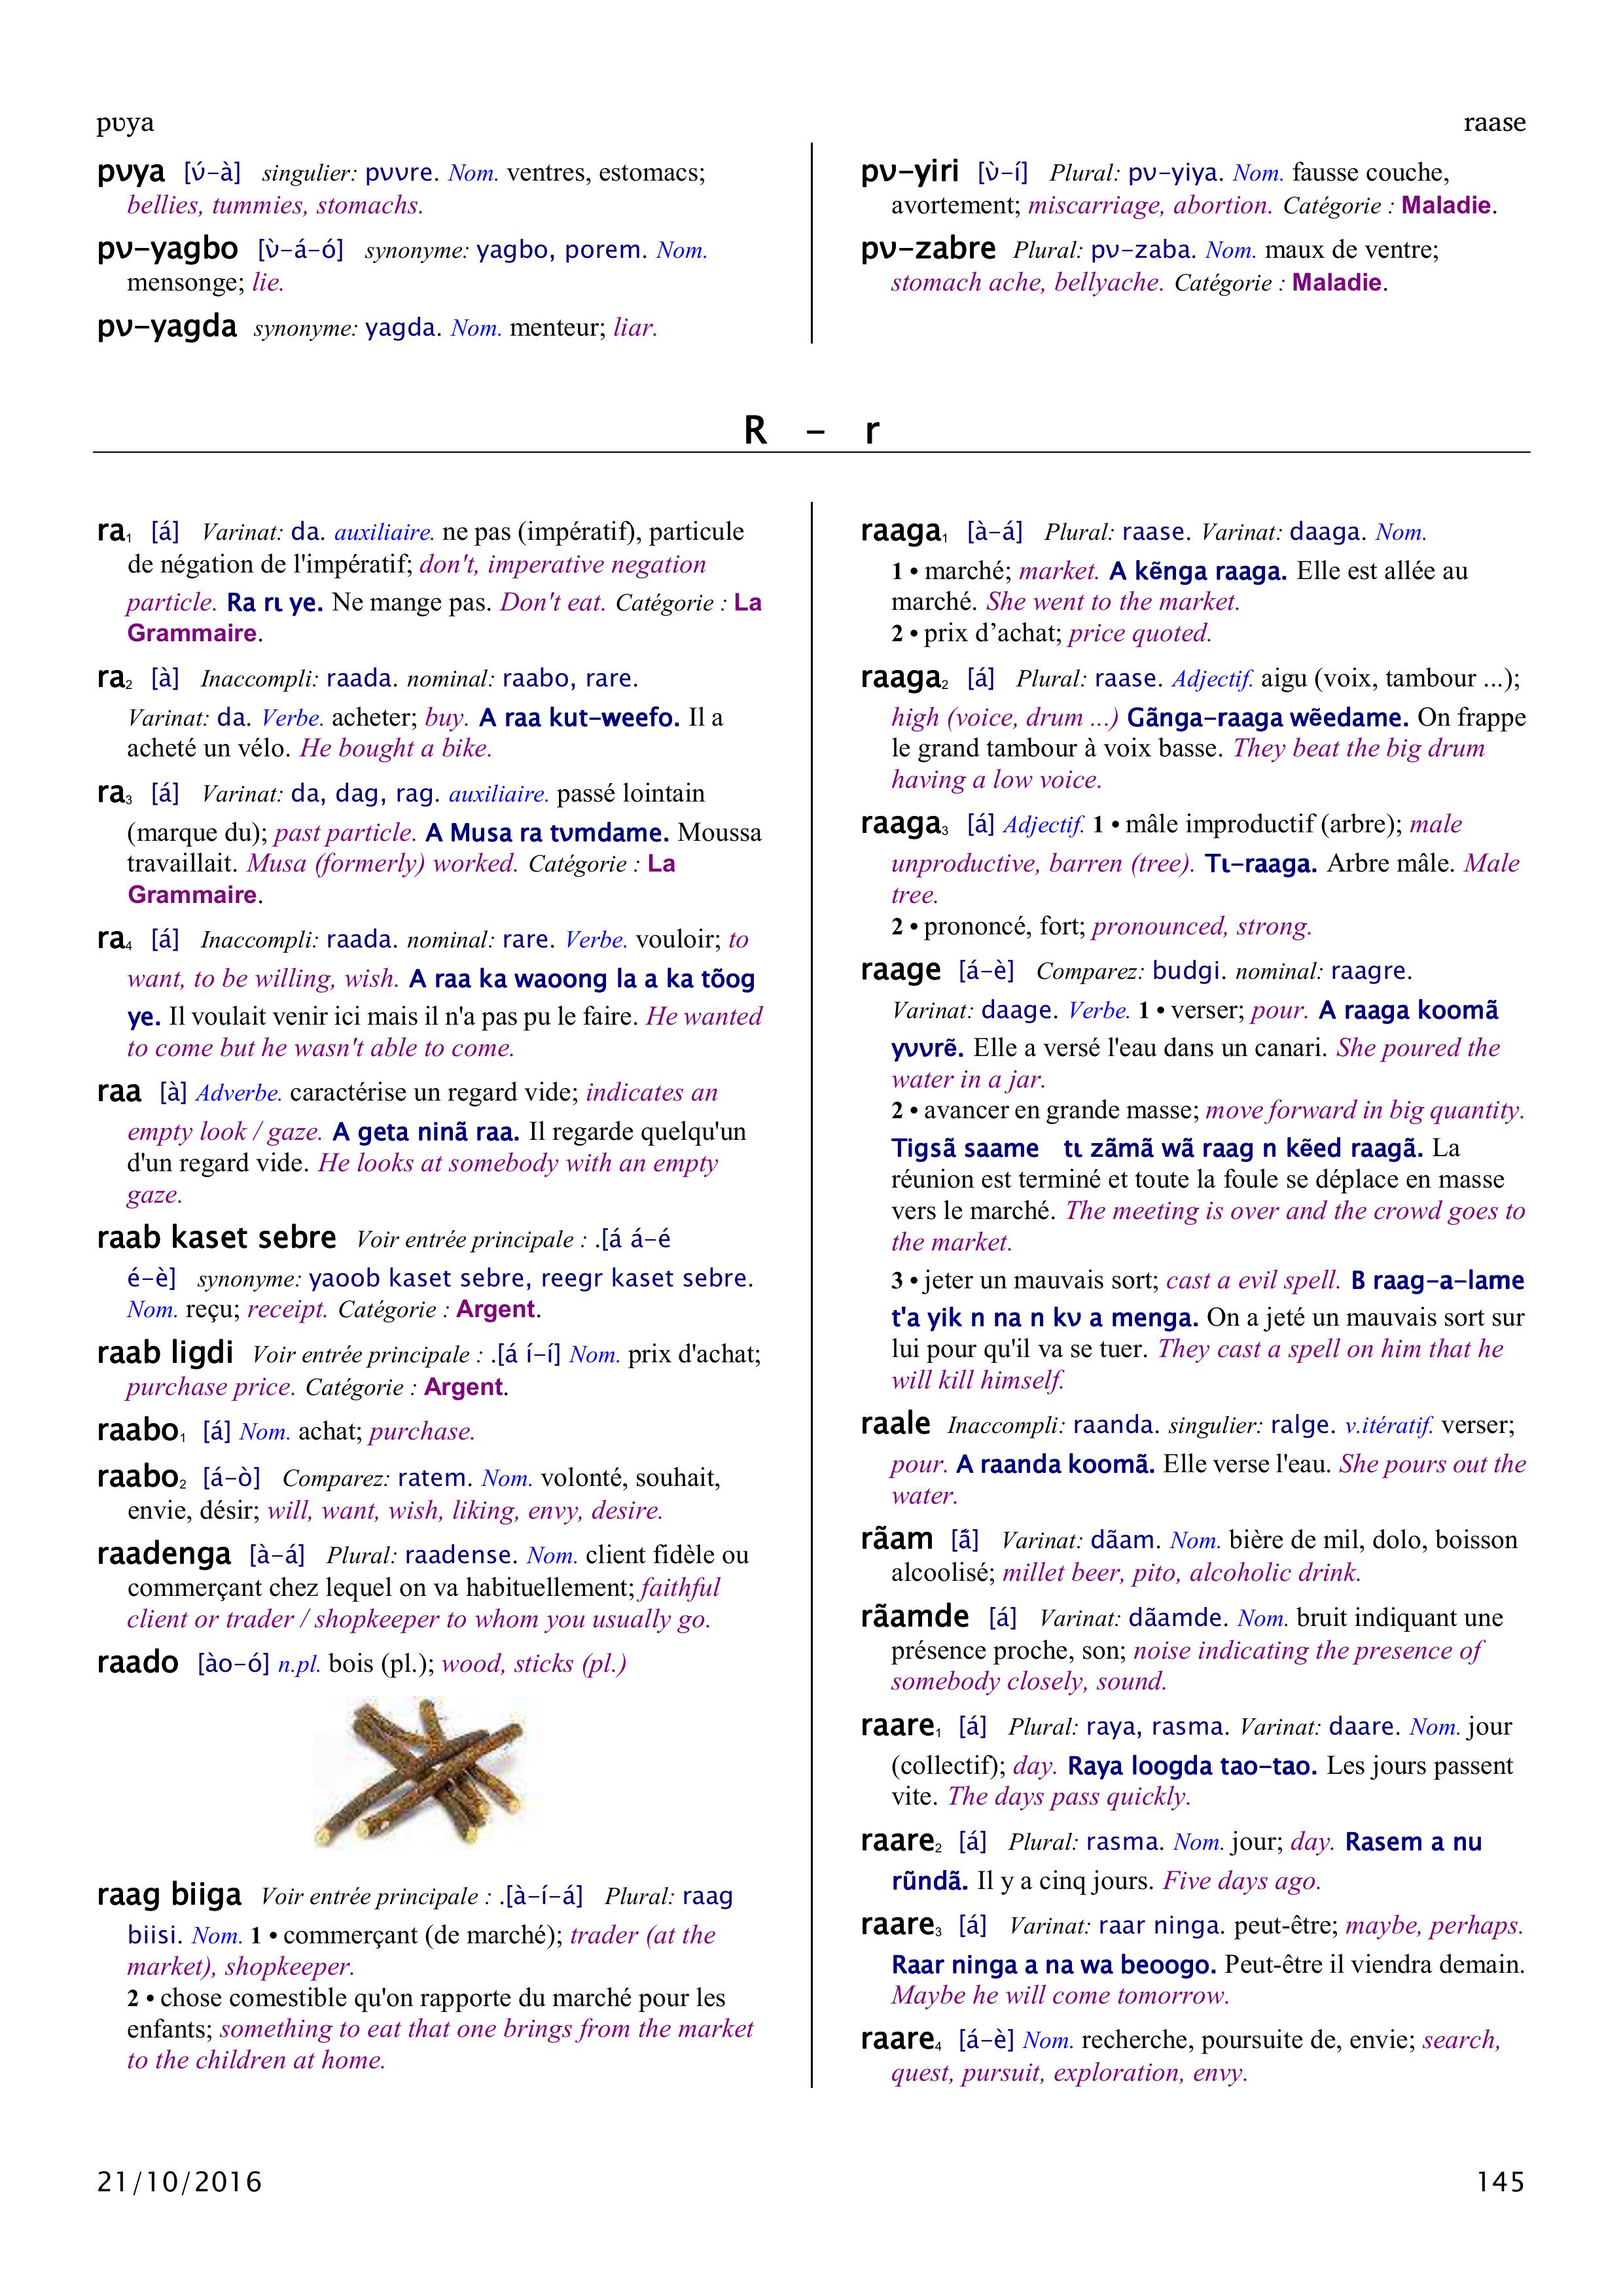 pʋya
raase
pʋya [ʋ́-à] singulier: pʋʋre. Nom. ventres, estomacs;
bellies, tummies, stomachs.
pʋ-yagbo [ʋ̀-á-ó] synonyme: yagbo, porem. Nom.
mensonge; lie.
pʋ-yagda synonyme: yagda. Nom. menteur; liar.
pʋ-yiri [ʋ̀-í] Plural: pʋ-yiya. Nom. fausse couche,
avortement; miscarriage, abortion. Catégorie : Maladie.
pʋ-zabre Plural: pʋ-zaba. Nom. maux de ventre;
stomach ache, bellyache. Catégorie : Maladie.
R – r
ra₁ [á] Varinat: da. auxiliaire. ne pas (impératif), particule
de négation de l'impératif; don't, imperative negation
particle. Ra rɩ ye. Ne mange pas. Don't eat. Catégorie : La
Grammaire.
ra₂ [à] Inaccompli: raada. nominal: raabo, rare.
Varinat: da. Verbe. acheter; buy. A raa kut-weefo. Il a
acheté un vélo. He bought a bike.
ra₃ [á] Varinat: da, dag, rag. auxiliaire. passé lointain
(marque du); past particle. A Musa ra tʋmdame. Moussa
travaillait. Musa (formerly) worked. Catégorie : La
Grammaire.
ra₄ [á] Inaccompli: raada. nominal: rare. Verbe. vouloir; to
want, to be willing, wish. A raa ka waoong la a ka tõog
ye. Il voulait venir ici mais il n'a pas pu le faire. He wanted
to come but he wasn't able to come.
raa [à] Adverbe. caractérise un regard vide; indicates an
empty look / gaze. A geta ninã raa. Il regarde quelqu'un
d'un regard vide. He looks at somebody with an empty
gaze.
raab kaset sebre Voir entrée principale : .[á á-é
é-è] synonyme: yaoob kaset sebre, reegr kaset sebre.
Nom. reçu; receipt. Catégorie : Argent.
raab ligdi Voir entrée principale : .[á í-í] Nom. prix d'achat;
purchase price. Catégorie : Argent.
raabo₁ [á] Nom. achat; purchase.
raabo₂ [á-ò] Comparez: ratem. Nom. volonté, souhait,
envie, désir; will, want, wish, liking, envy, desire.
raadenga [à-á] Plural: raadense. Nom. client fidèle ou
commerçant chez lequel on va habituellement; faithful
client or trader / shopkeeper to whom you usually go.
raado [ào-ó] n.pl. bois (pl.); wood, sticks (pl.)
raag biiga Voir entrée principale : .[à-í-á] Plural: raag
biisi. Nom. 1 • commerçant (de marché); trader (at the
market), shopkeeper.
2 • chose comestible qu'on rapporte du marché pour les
enfants; something to eat that one brings from the market
to the children at home.
raaga₁ [à-á] Plural: raase. Varinat: daaga. Nom.
1 • marché; market. A kẽnga raaga. Elle est allée au
marché. She went to the market.
2 • prix d’achat; price quoted.
raaga₂ [á] Plural: raase. Adjectif. aigu (voix, tambour ...);
high (voice, drum ...) Gãnga-raaga wẽedame. On frappe
le grand tambour à voix basse. They beat the big drum
having a low voice.
raaga₃ [á] Adjectif. 1 • mâle improductif (arbre); male
unproductive, barren (tree). Tɩ-raaga. Arbre mâle. Male
tree.
2 • prononcé, fort; pronounced, strong.
raage [á-è] Comparez: budgi. nominal: raagre.
Varinat: daage. Verbe. 1 • verser; pour. A raaga koomã
yʋʋrẽ. Elle a versé l'eau dans un canari. She poured the
water in a jar.
2 • avancer en grande masse; move forward in big quantity.
Tigsã saame tɩ zãmã wã raag n kẽed raagã. La
réunion est terminé et toute la foule se déplace en masse
vers le marché. The meeting is over and the crowd goes to
the market.
3 • jeter un mauvais sort; cast a evil spell. B raag-a-lame
t'a yik n na n kʋ a menga. On a jeté un mauvais sort sur
lui pour qu'il va se tuer. They cast a spell on him that he
will kill himself.
raale Inaccompli: raanda. singulier: ralge. v.itératif. verser;
pour. A raanda koomã. Elle verse l'eau. She pours out the
water.
rãam [ã́] Varinat: dãam. Nom. bière de mil, dolo, boisson
alcoolisé; millet beer, pito, alcoholic drink.
rãamde [á] Varinat: dãamde. Nom. bruit indiquant une
présence proche, son; noise indicating the presence of
somebody closely, sound.
raare₁ [á] Plural: raya, rasma. Varinat: daare. Nom. jour
(collectif); day. Raya loogda tao-tao. Les jours passent
vite. The days pass quickly.
raare₂ [á] Plural: rasma. Nom. jour; day. Rasem a nu
rũndã. Il y a cinq jours. Five days ago.
raare₃ [á] Varinat: raar ninga. peut-être; maybe, perhaps.
Raar ninga a na wa beoogo. Peut-être il viendra demain.
Maybe he will come tomorrow.
raare₄ [á-è] Nom. recherche, poursuite de, envie; search,
quest, pursuit, exploration, envy.
21/10/2016
145